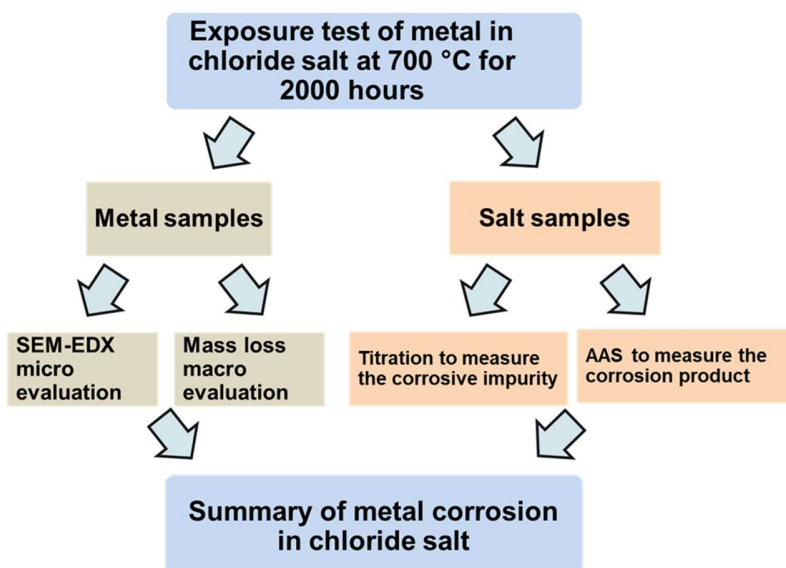 Exposure test of metal in
chloride salt at 700 °C for
2000 hours
Metal samples
Salt samples
SEM-EDX
micro
evaluation
Mass loss
macro
evaluation
Titration to measure
the corrosive impurity
AAS to measure the
corrosion product
Summary of metal corrosion
in chloride salt